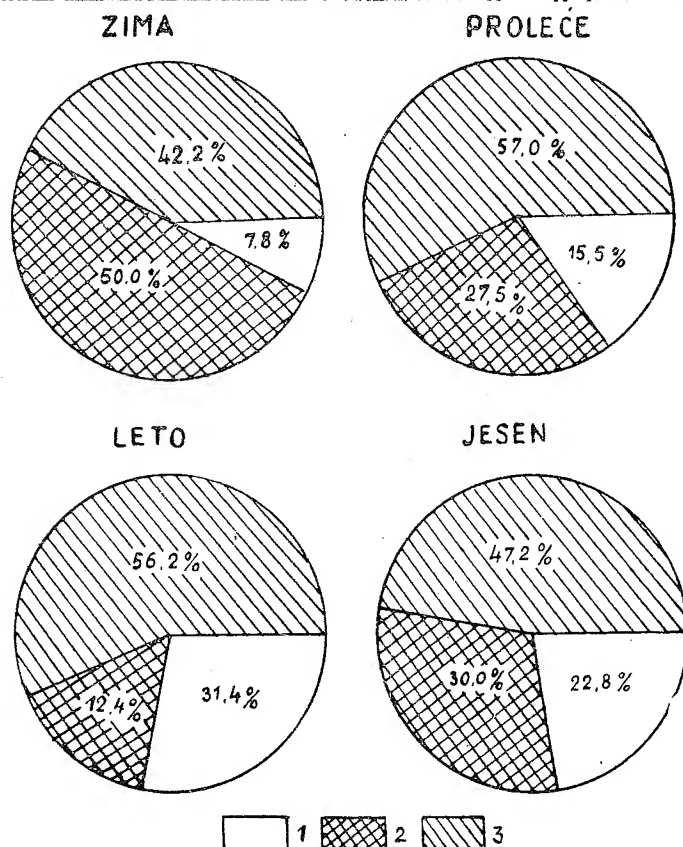 ZIMA
PROLEĆE
42,2%
57,0%
7,8%
15,5%
50.0%
27,5%
LETO
JESEN
56,2%
47,2%
12,4%
31,4%
30.0%
22,8%
1 2 3